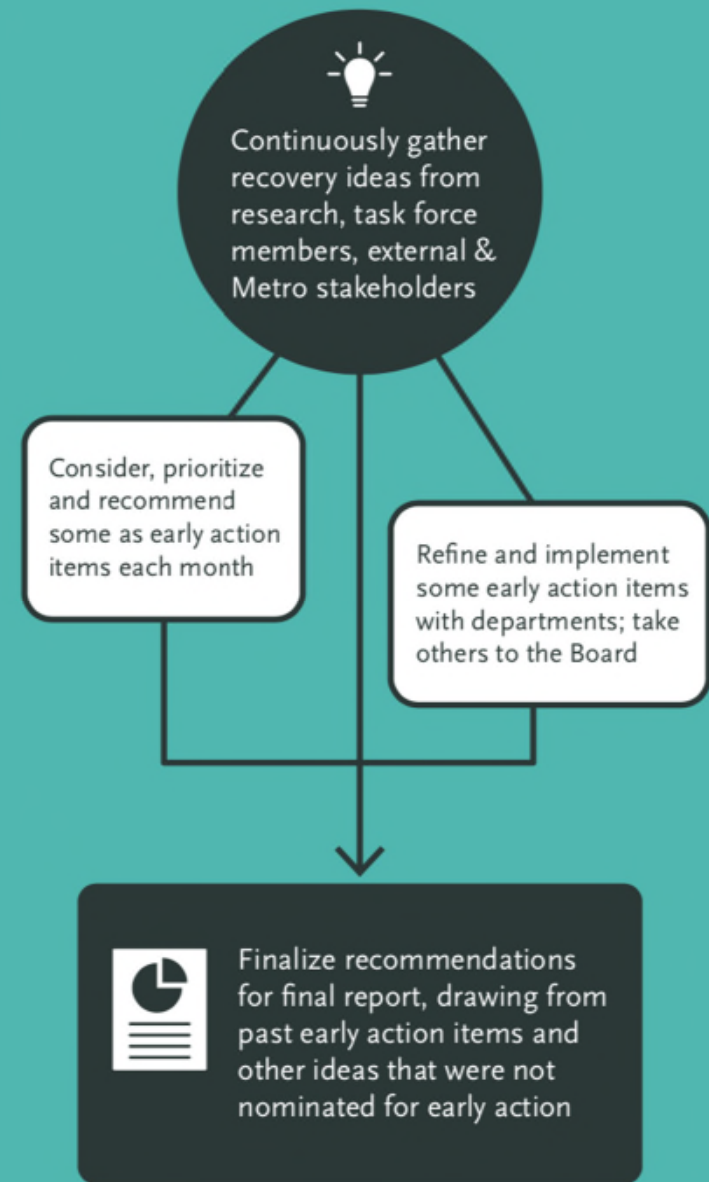 Continuously gather
recovery ideas from
research, task force
members, external &
Metro stakeholders
Consider, prioritize
and recommend
some as early action
items each month
Refine and implement
some early action items
with departments; take
others to the Board
Finalize recommendations
for final report, drawing from
past early action items and
other ideas that were not
nominated for early action